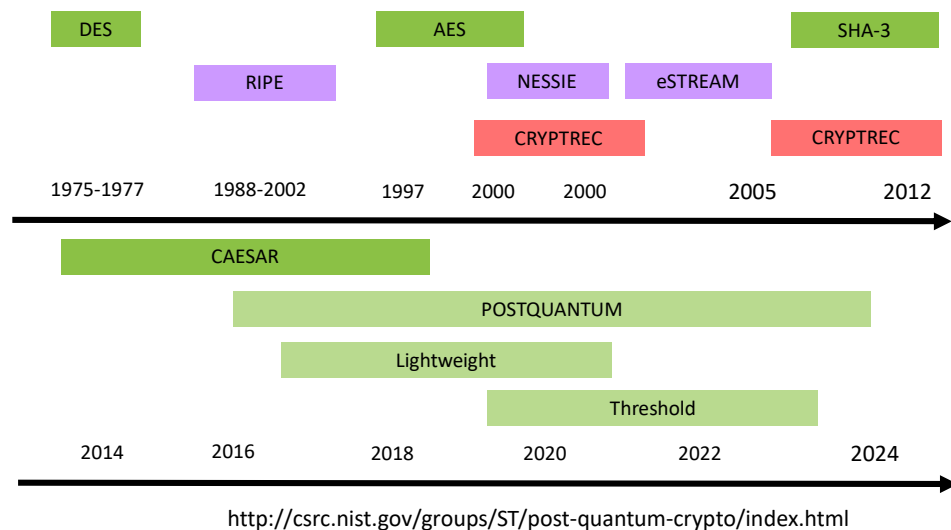 DES AES SHA-3
RIPE NESSIE eSTREAM
CRYPTREC CRYPTREC
1975-1977 1988-2002 1997 2000 2000 2005 2012
CAESAR
POSTQUANTUM
Lightweight
Threshold
2014 2016 2018 2020 2022 2024
http://csrc.nist.gov/groups/ST/post-quantum-crypto/index.html